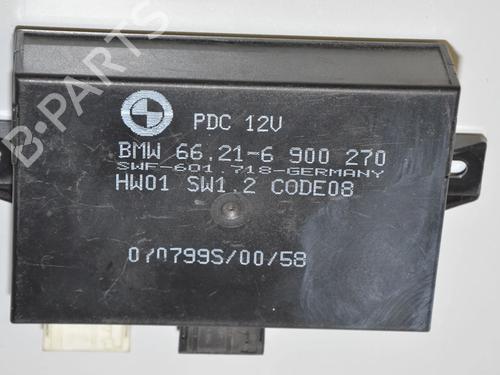 PDC 12V
BMW 66.21-6 900 270
SWF-601.718-GERMANY
HW01 SW1.2 CODE08
070799S/00/58
B-PARTS